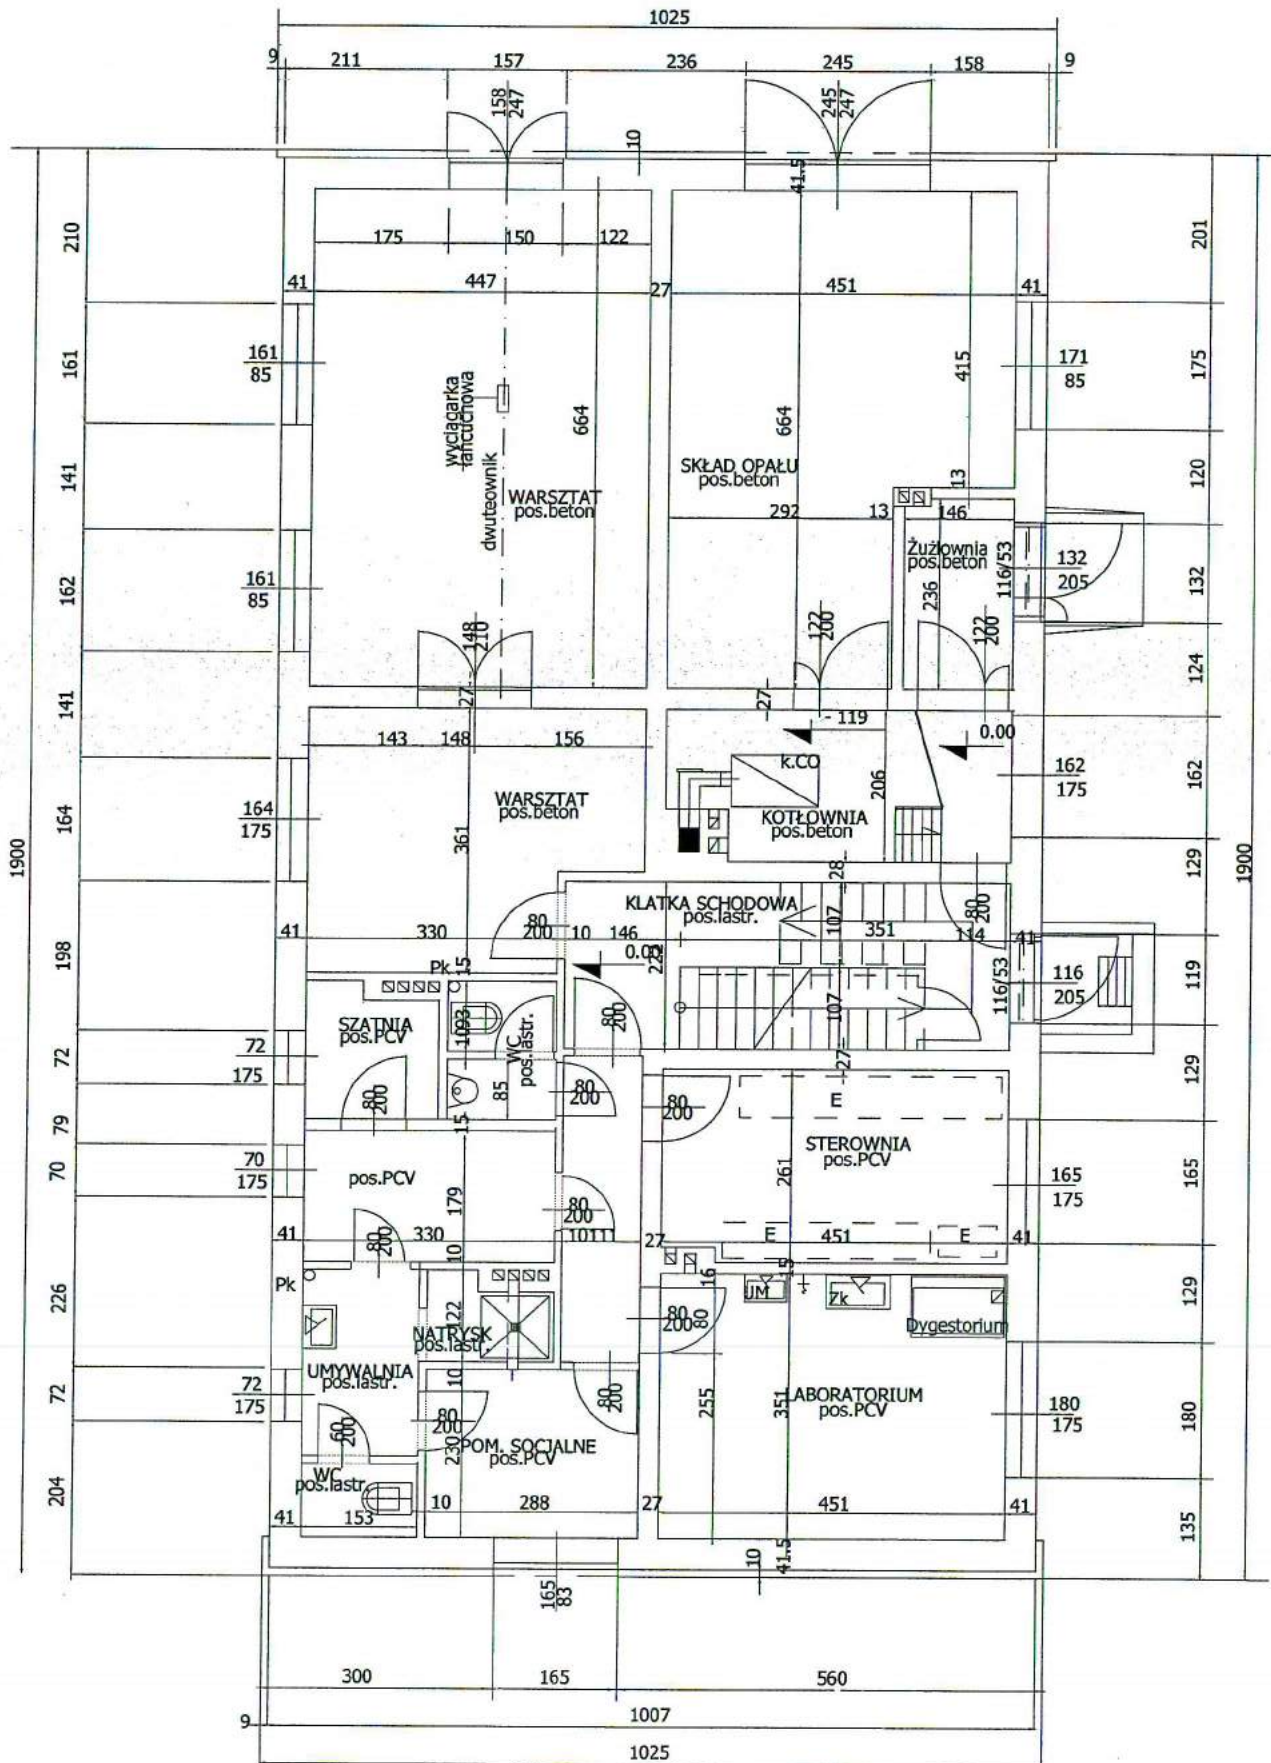 1025
9 211 157 236 245 158 9
158
247
245
247
10
41.5
210
201
175 150 122
41 447 27 451 41
161
85
161
171
85
175
415
wyciągarka
łańcuchowa
664
664
dwuteownik
141
120
SKŁAD OPAŁU
pos.beton
13
WARSZTAT
pos.beton
292 13 146
Żużlownia
pos.beton
116/53
132
205
132
161
85
162
236
148
210
122
200
122
200
124
27
27
141
- 119
0.00
143 148 156
k.CO
206
162
175
162
164
175
164
WARSZTAT
pos.beton
KOTŁOWNIA
pos.beton
361
1900
1900
28
129
KLATKA SCHODOWA
pos.lastr.
80
200
80
200
107
41 330 10 146 351 114 41
198
0.00
222
Pk
15
116/53
116
205
119
SZATNIA
pos.PCV
1093
WC
pos.lastr.
80
200
107
72
175
72
27
129
80
200
85
80
200
80
200
E
79
15
STEROWNIA
pos.PCV
70
175
70
pos.PCV
179
261
165
175
165
80
200
80
200
41 330 10111 27 E 451 E 41
10
Pk
16
15
226
122
JM
Zk
129
80
200
80
Dygestorium
NATRYSK
pos.lastr.
UMYWALNIA
pos.lastr.
10
72
175
72
80
200
255
351
LABORATORIUM
pos.PCV
180
175
180
60
200
80
200
230
POM. SOCJALNE
pos.PCV
WC
pos.lastr.
204
10 288 27 451 41
41 153
135
10
41.5
165
83
300 165 560
9 1007
1025